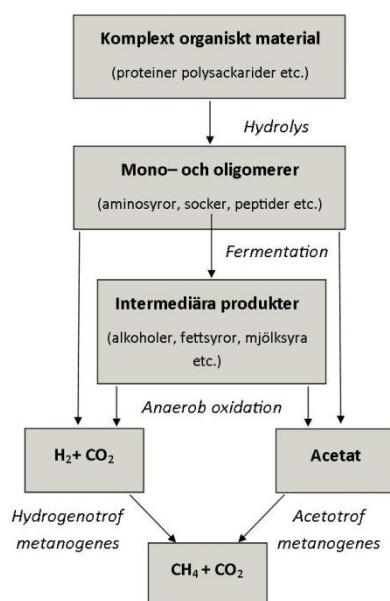 Komplext organiskt material
(proteiner polysackarider etc.)
Hydrolys
Mono– och oligomerer
(aminosyror, socker, peptider etc.)
Fermentation
Intermediära produkter
(alkoholer, fettsyror, mjölksyra
etc.)
Anaerob oxidation
H₂+ CO₂
Acetat
Hydrogenotrof
metanogenes
Acetotrof
metanogenes
CH₄ + CO₂